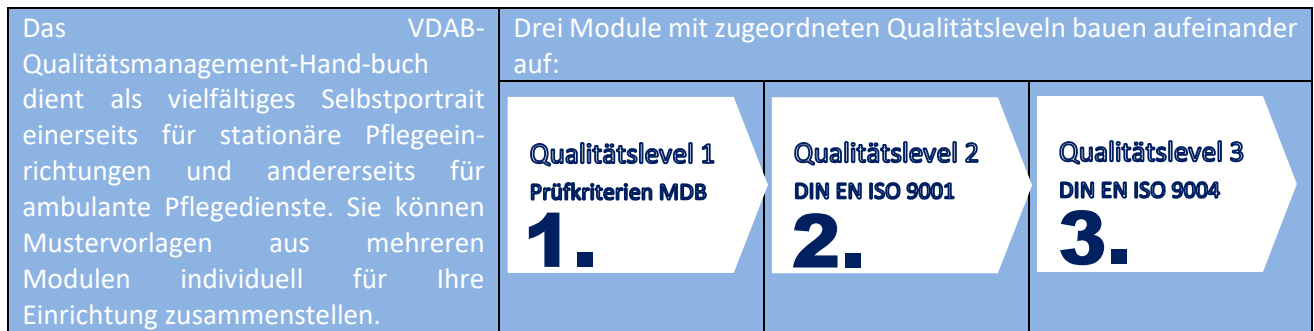 Das VDAB-
Qualitätsmanagement-Hand-buch
dient als vielfältiges Selbstportrait
einerseits für stationäre Pflegeein-
richtungen und andererseits für
ambulante Pflegedienste. Sie können
Mustervorlagen aus mehreren
Modulen individuell für Ihre
Einrichtung zusammenstellen.
Drei Module mit zugeordneten Qualitätsleveln bauen aufeinander
auf:
Qualitätslevel 1
Prüfkriterien MDB
1.
Qualitätslevel 2
DIN EN ISO 9001
2.
Qualitätslevel 3
DIN EN ISO 9004
3.